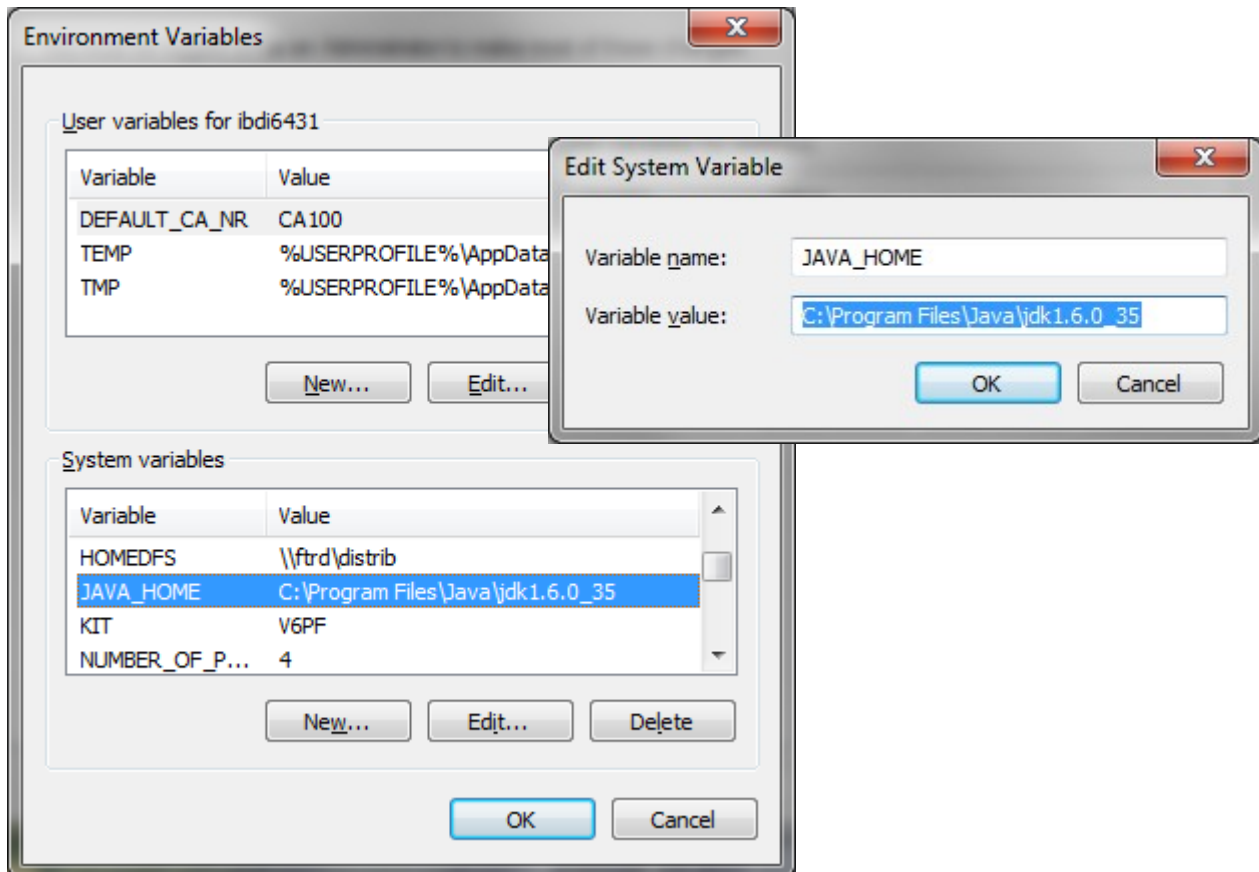 Environment Variables
User variables for ibdi6431
Variable Value
DEFAULT_CA_NR CA100
TEMP %USERPROFILE%\AppData
TMP %USERPROFILE%\AppData
New... Edit...
Edit System Variable
Variable name: JAVA_HOME
Variable value: C:\Program Files\Java\jdk1.6.0_35
OK Cancel
System variables
Variable Value
HOMEDFS \\ftrd\distrib
JAVA_HOME C:\Program Files\Java\jdk1.6.0_35
KIT V6PF
NUMBER_OF_P... 4
New... Edit... Delete
OK Cancel